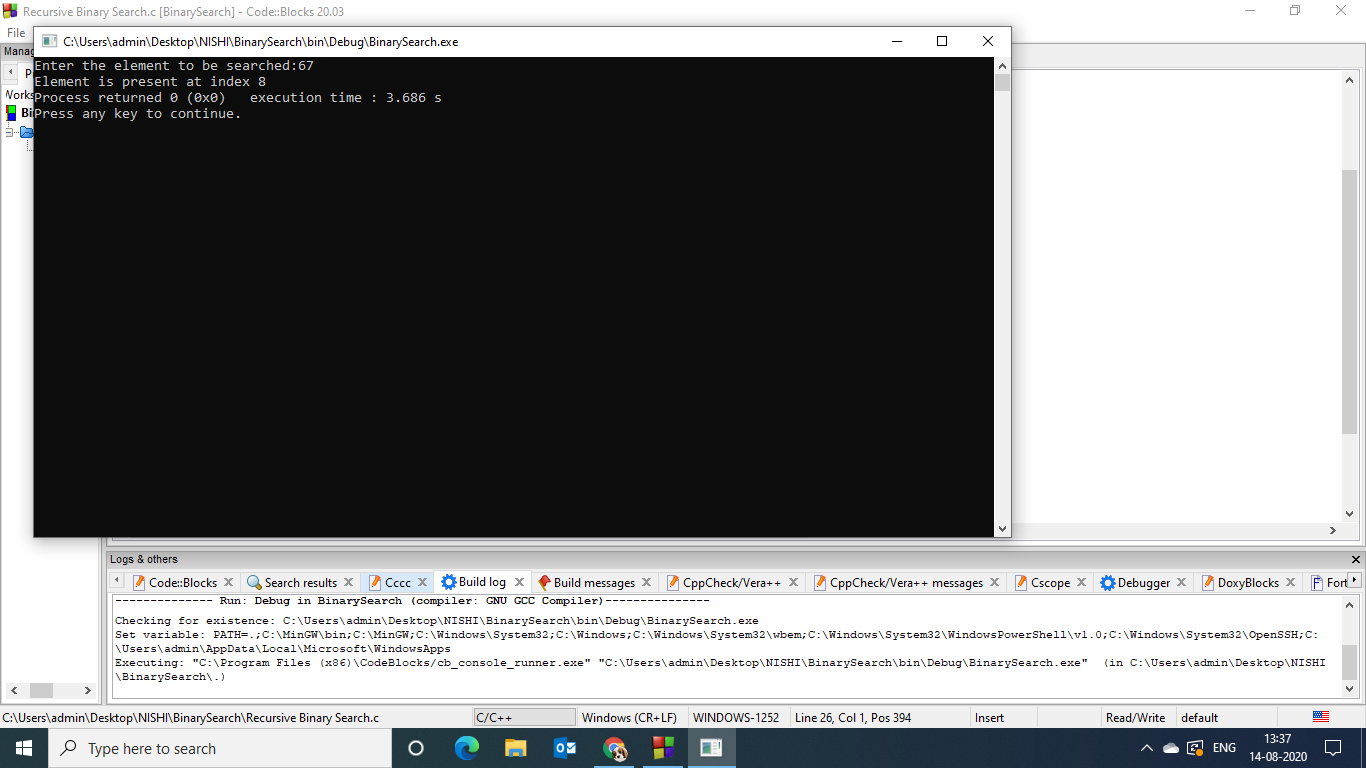 Recursive Binary Search.c [BinarySearch] - Code::Blocks 20.03
File
C:\Users\admin\Desktop\NISHI\BinarySearch\bin\Debug\BinarySearch.exe
Enter the element to be searched:67
Element is present at index 8
Process returned 0 (0x0)   execution time : 3.686 s
Press any key to continue.
Manag
P
Works
Bi
Logs & others
Code::Blocks Search results Cccc Build log Build messages CppCheck/Vera++ CppCheck/Vera++ messages Cscope Debugger DoxyBlocks Fort
-------------- Run: Debug in BinarySearch (compiler: GNU GCC Compiler)---------------
Checking for existence: C:\Users\admin\Desktop\NISHI\BinarySearch\bin\Debug\BinarySearch.exe
Set variable: PATH=.;C:\MinGW\bin;C:\MinGW;C:\Windows\System32;C:\Windows;C:\Windows\System32\wbem;C:\Windows\System32\WindowsPowerShell\v1.0;C:\Windows\System32\OpenSSH;C:
\Users\admin\AppData\Local\Microsoft\WindowsApps
Executing: "C:\Program Files (x86)\CodeBlocks/cb_console_runner.exe" "C:\Users\admin\Desktop\NISHI\BinarySearch\bin\Debug\BinarySearch.exe"  (in C:\Users\admin\Desktop\NISHI
\BinarySearch\.)
C:\Users\admin\Desktop\NISHI\BinarySearch\Recursive Binary Search.c C/C++ Windows (CR+LF) WINDOWS-1252 Line 26, Col 1, Pos 394 Insert Read/Write default
Type here to search
ENG
13:37
14-08-2020